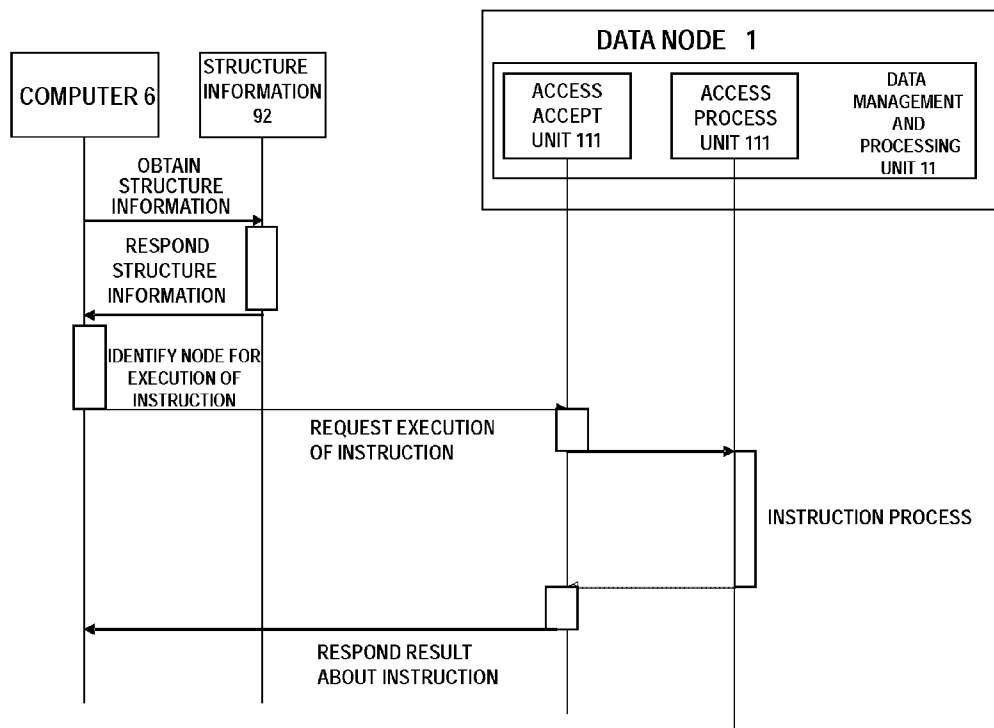 COMPUTER 6
STRUCTURE
INFORMATION
92
DATA NODE 1
ACCESS
ACCEPT
UNIT 111
ACCESS
PROCESS
UNIT 111
DATA
MANAGEMENT
AND
PROCESSING
UNIT 11
OBTAIN
STRUCTURE
INFORMATION
RESPOND
STRUCTURE
INFORMATION
IDENTIFY NODE FOR
EXECUTION OF
INSTRUCTION
REQUEST EXECUTION
OF INSTRUCTION
INSTRUCTION PROCESS
RESPOND RESULT
ABOUT INSTRUCTION